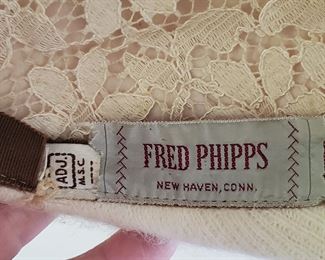 ADJ.
M.S.C
FRED PHIPPS
NEW HAVEN, CONN.